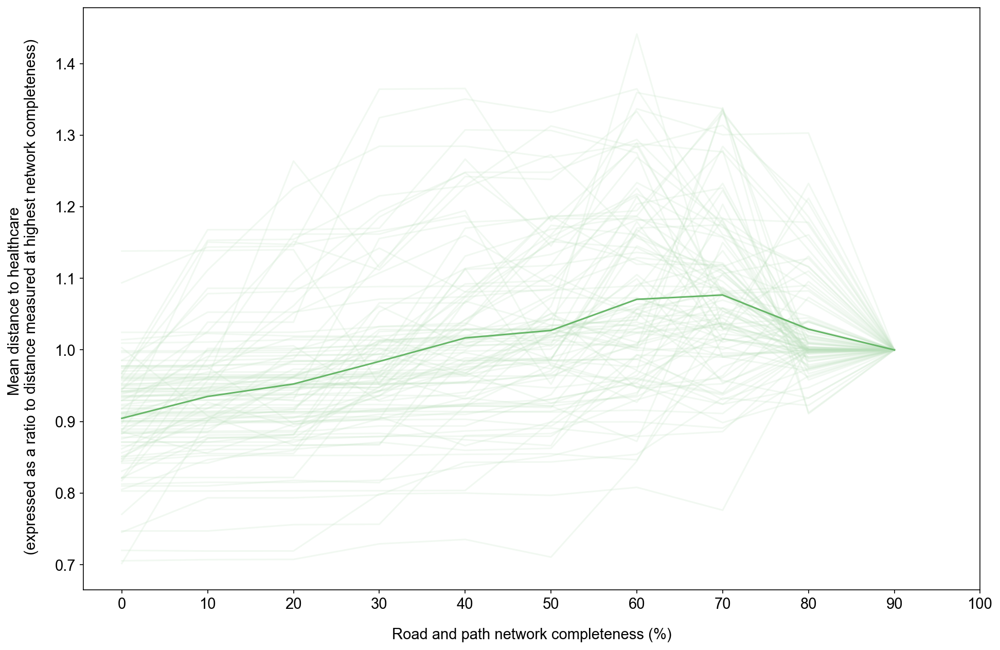 Mean distance to healthcare
(expressed as a ratio to distance measured at highest network completeness)
1.4
1.3
1.2
1.1
1.0
0.9
0.8
0.7
0 10 20 30 40 50 60 70 80 90 100
Road and path network completeness (%)